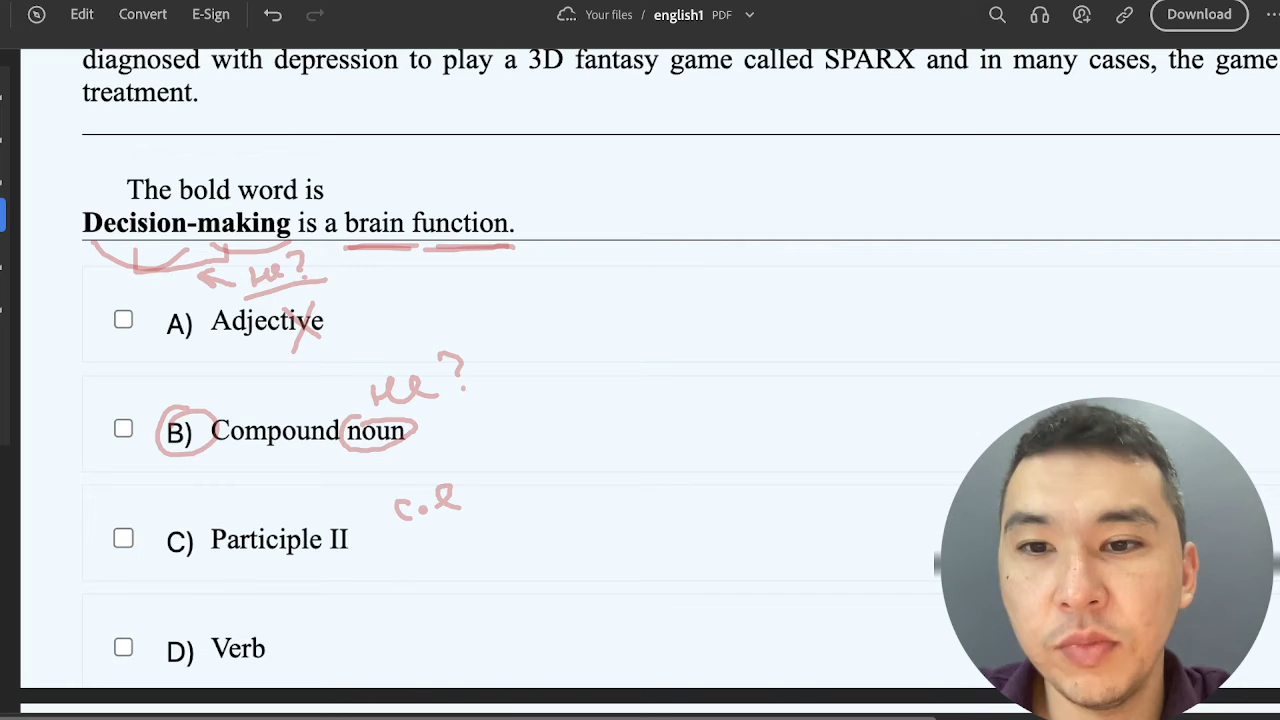 Edit Convert E-Sign Your files / english1 PDF Download
diagnosed with depression to play a 3D fantasy game called SPARX and in many cases, the game
treatment.
The bold word is
Decision-making is a brain function.
не?
A) Adjective
не?
B) Compound noun
C) Participle II
D) Verb